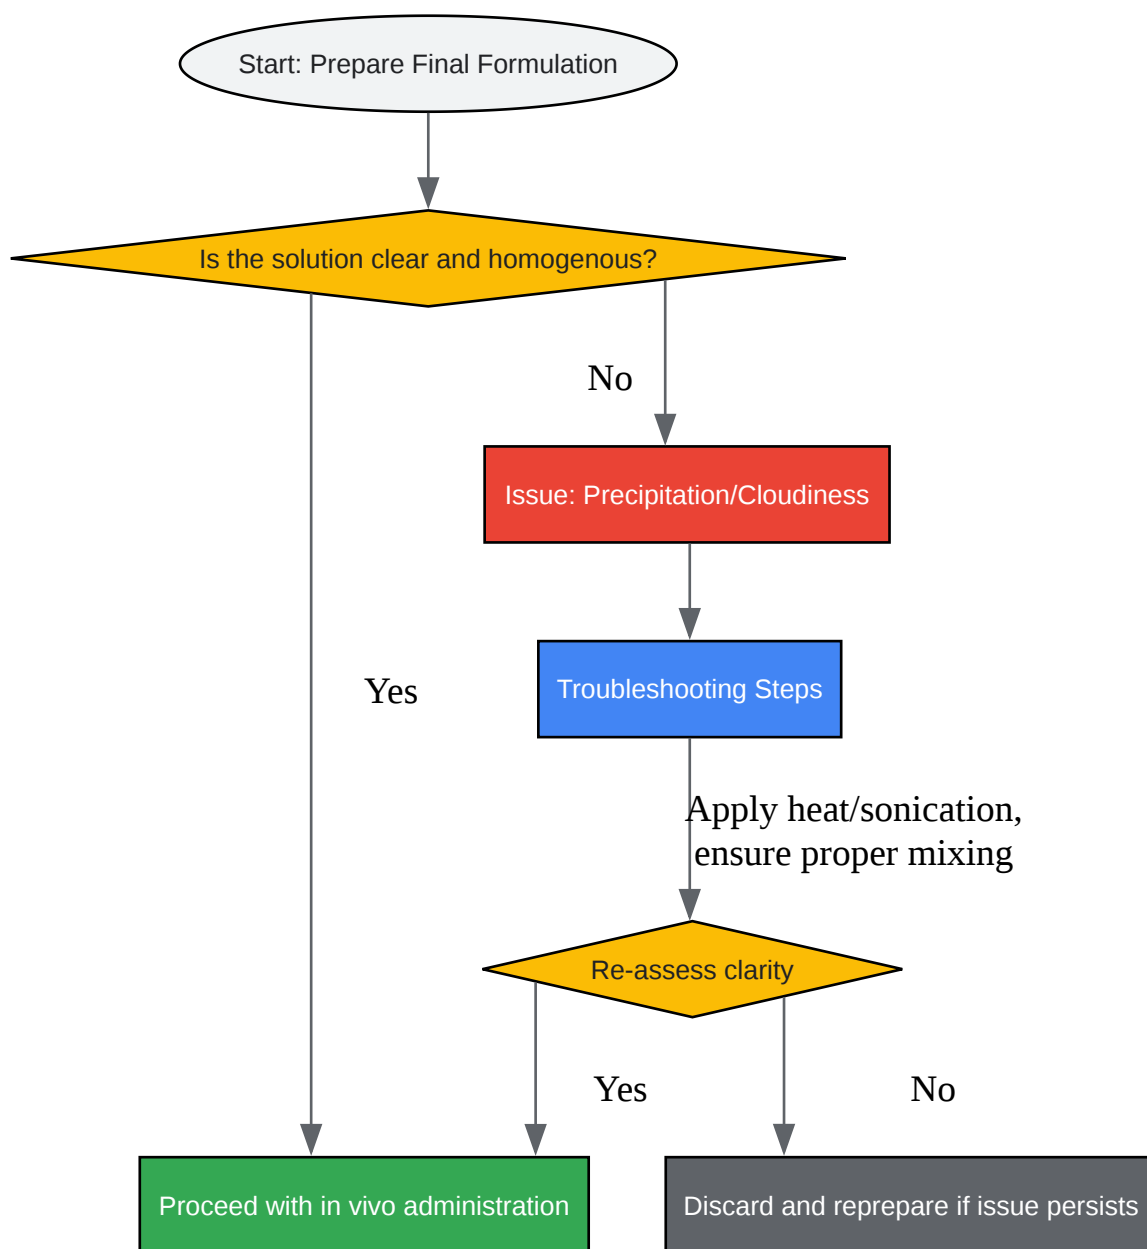 Start: Prepare Final Formulation
Is the solution clear and homogenous?
No
Issue: Precipitation/Cloudiness
Yes
Troubleshooting Steps
Apply heat/sonication,
ensure proper mixing
Re-assess clarity
Yes
No
Proceed with in vivo administration
Discard and reprepare if issue persists